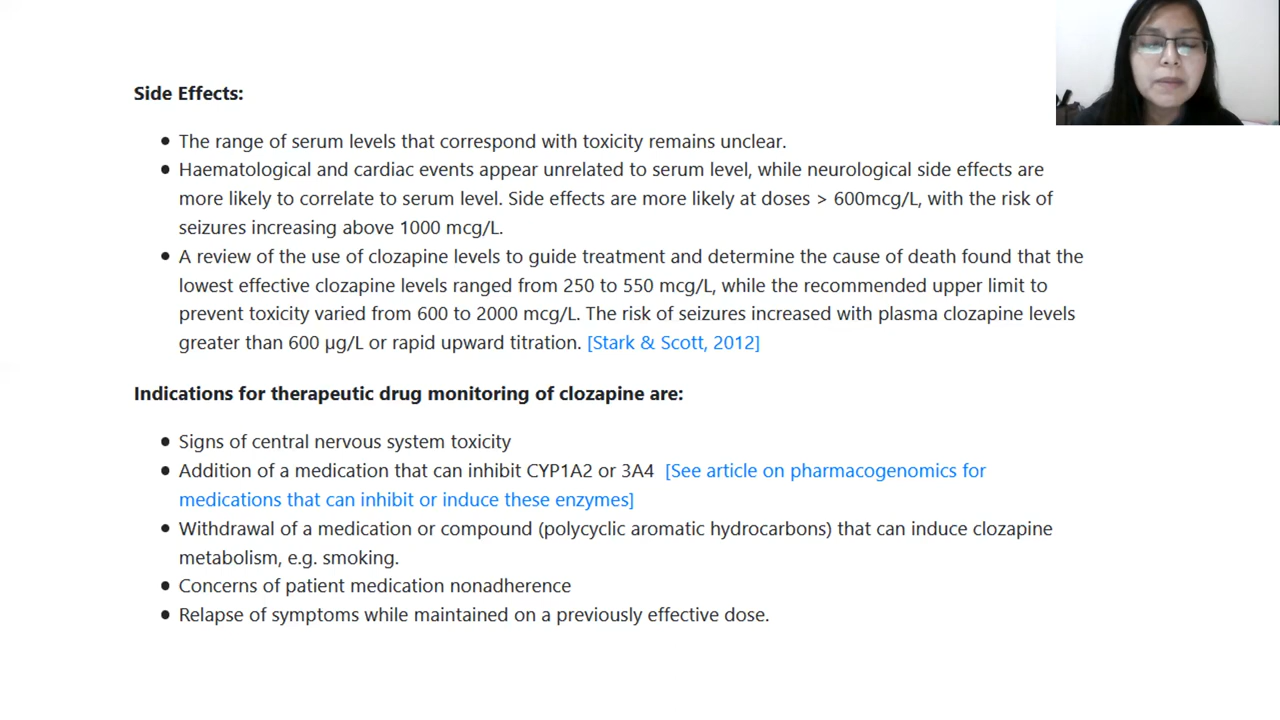 Side Effects:
The range of serum levels that correspond with toxicity remains unclear.
Haematological and cardiac events appear unrelated to serum level, while neurological side effects are
more likely to correlate to serum level. Side effects are more likely at doses > 600mcg/L, with the risk of
seizures increasing above 1000 mcg/L.
A review of the use of clozapine levels to guide treatment and determine the cause of death found that the
lowest effective clozapine levels ranged from 250 to 550 mcg/L, while the recommended upper limit to
prevent toxicity varied from 600 to 2000 mcg/L. The risk of seizures increased with plasma clozapine levels
greater than 600 µg/L or rapid upward titration. [Stark & Scott, 2012]
Indications for therapeutic drug monitoring of clozapine are:
Signs of central nervous system toxicity
Addition of a medication that can inhibit CYP1A2 or 3A4 [See article on pharmacogenomics for
medications that can inhibit or induce these enzymes]
Withdrawal of a medication or compound (polycyclic aromatic hydrocarbons) that can induce clozapine
metabolism, e.g. smoking.
Concerns of patient medication nonadherence
Relapse of symptoms while maintained on a previously effective dose.